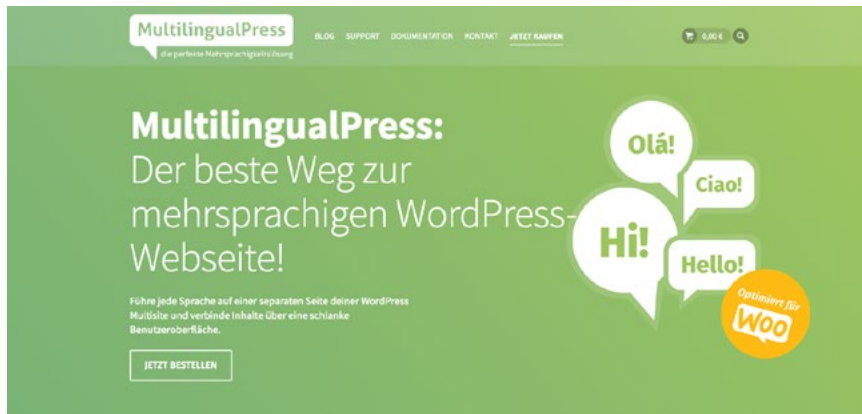 MultilingualPress
die perfekte Mehrsprachigkeitslösung
BLOG SUPPORT DOKUMENTATION KONTAKT JETZT KAUFEN
0,00 €
MultilingualPress:
Der beste Weg zur
mehrsprachigen WordPress-
Webseite!
Führe jede Sprache auf einer separaten Seite deiner WordPress
Multisite und verbinde Inhalte über eine schlanke
Benutzeroberfläche.
JETZT BESTELLEN
Olá!
Ciao!
Hi!
Hello!
Optimiert für
WOO